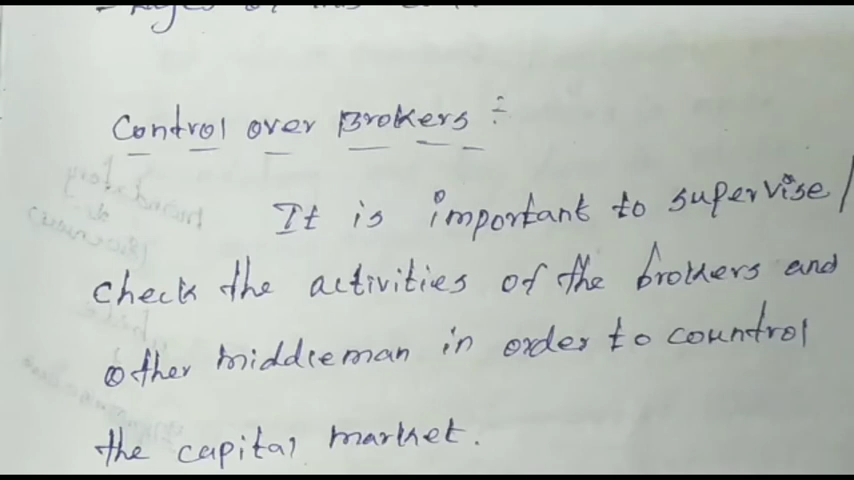 Control over Brokers :-
It is important to supervise/
check the activities of the brokers and
other middleman in order to countrol
the capital market.